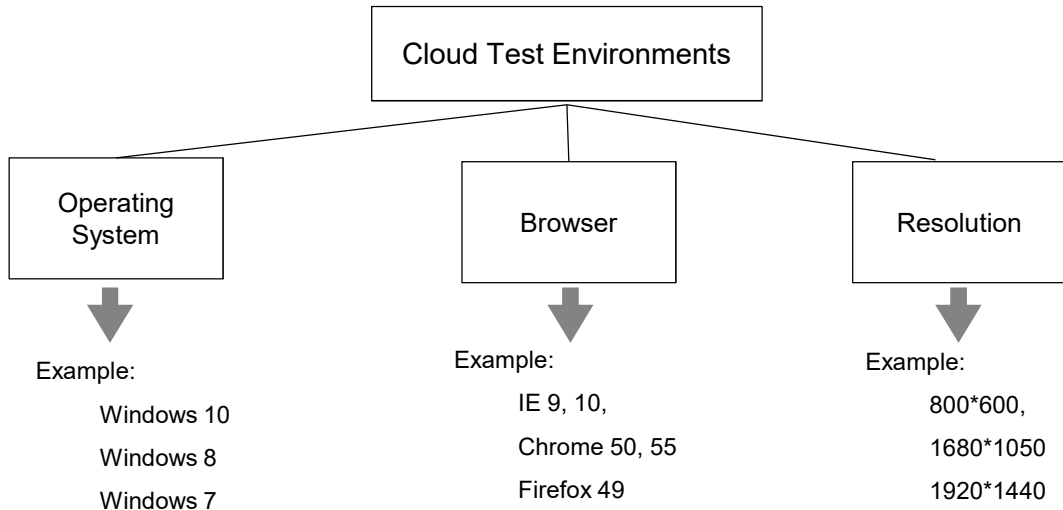 Cloud Test Environments
Operating
System
Browser
Resolution
Example:
Windows 10
Windows 8
Windows 7
Example:
IE 9, 10,
Chrome 50, 55
Firefox 49
Example:
800*600,
1680*1050
1920*1440